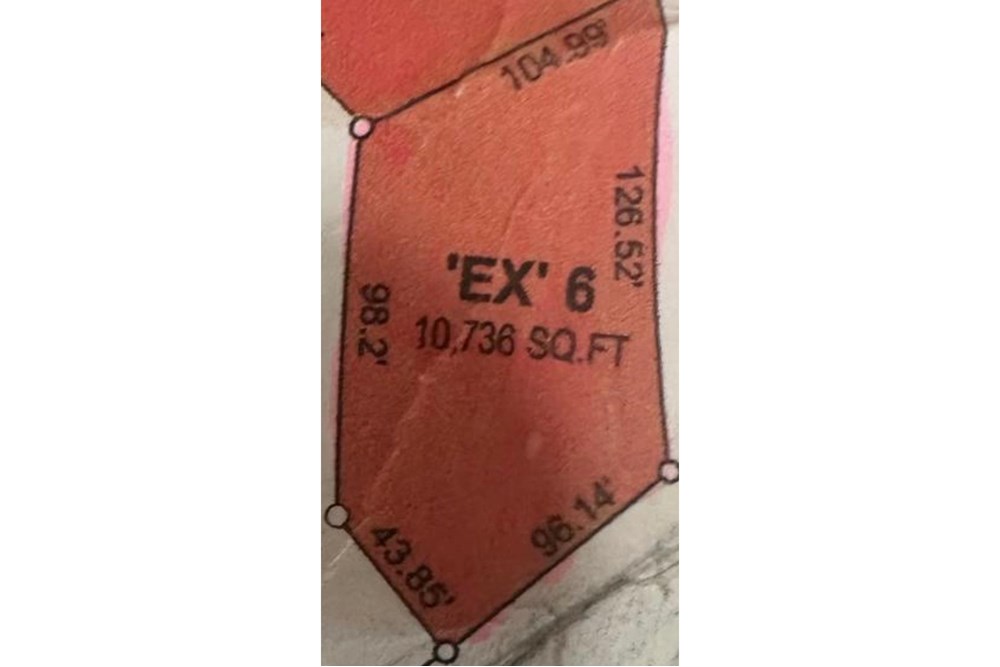 104.99'
126.52'
'EX' 6
98.2'
10,736 SQ.FT
96.14'
43.85'